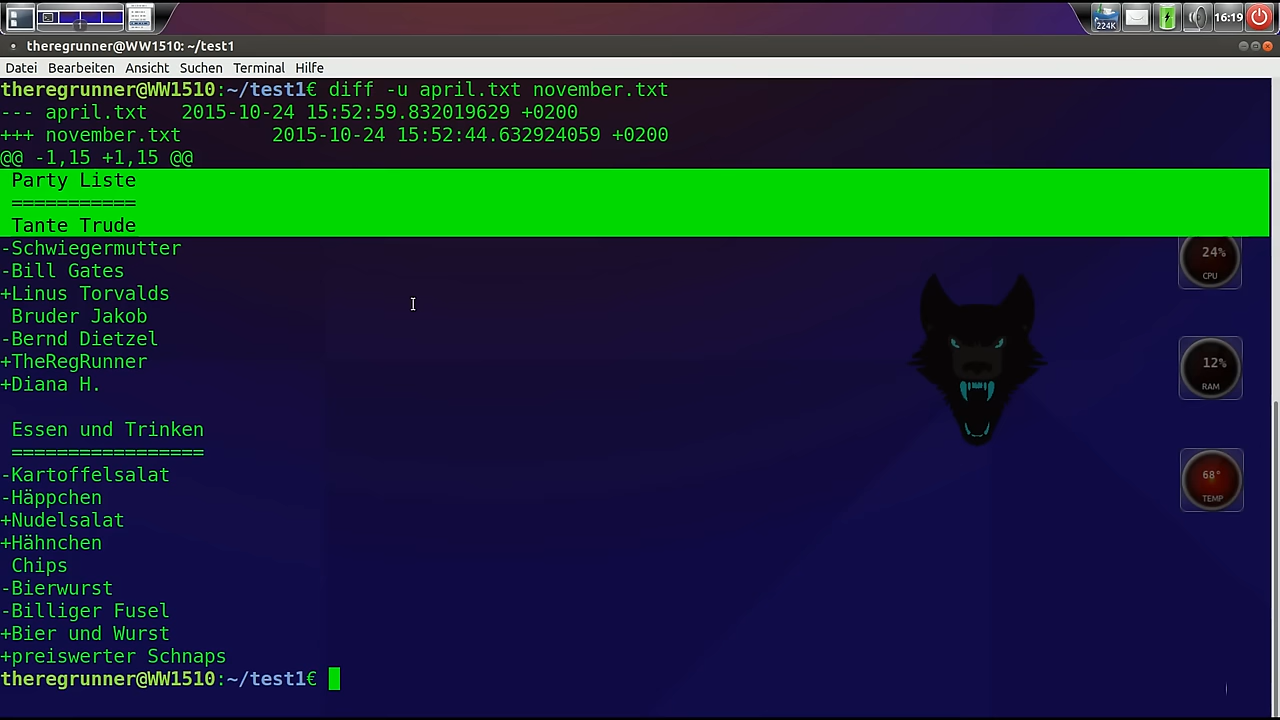 224K
16:19
theregrunner@WW1510: ~/test1
Datei Bearbeiten Ansicht Suchen Terminal Hilfe
theregrunner@WW1510:~/test1€ diff -u april.txt november.txt
--- april.txt 2015-10-24 15:52:59.832019629 +0200
+++ november.txt 2015-10-24 15:52:44.632924059 +0200
@@ -1,15 +1,15 @@
Party Liste
===========
Tante Trude
-Schwiegermutter
-Bill Gates
+Linus Torvalds
Bruder Jakob
-Bernd Dietzel
+TheRegRunner
+Diana H.
Essen und Trinken
=================
-Kartoffelsalat
-Häppchen
+Nudelsalat
+Hähnchen
Chips
-Bierwurst
-Billiger Fusel
+Bier und Wurst
+preiswerter Schnaps
theregrunner@WW1510:~/test1€
24%
CPU
12%
RAM
68°
TEMP